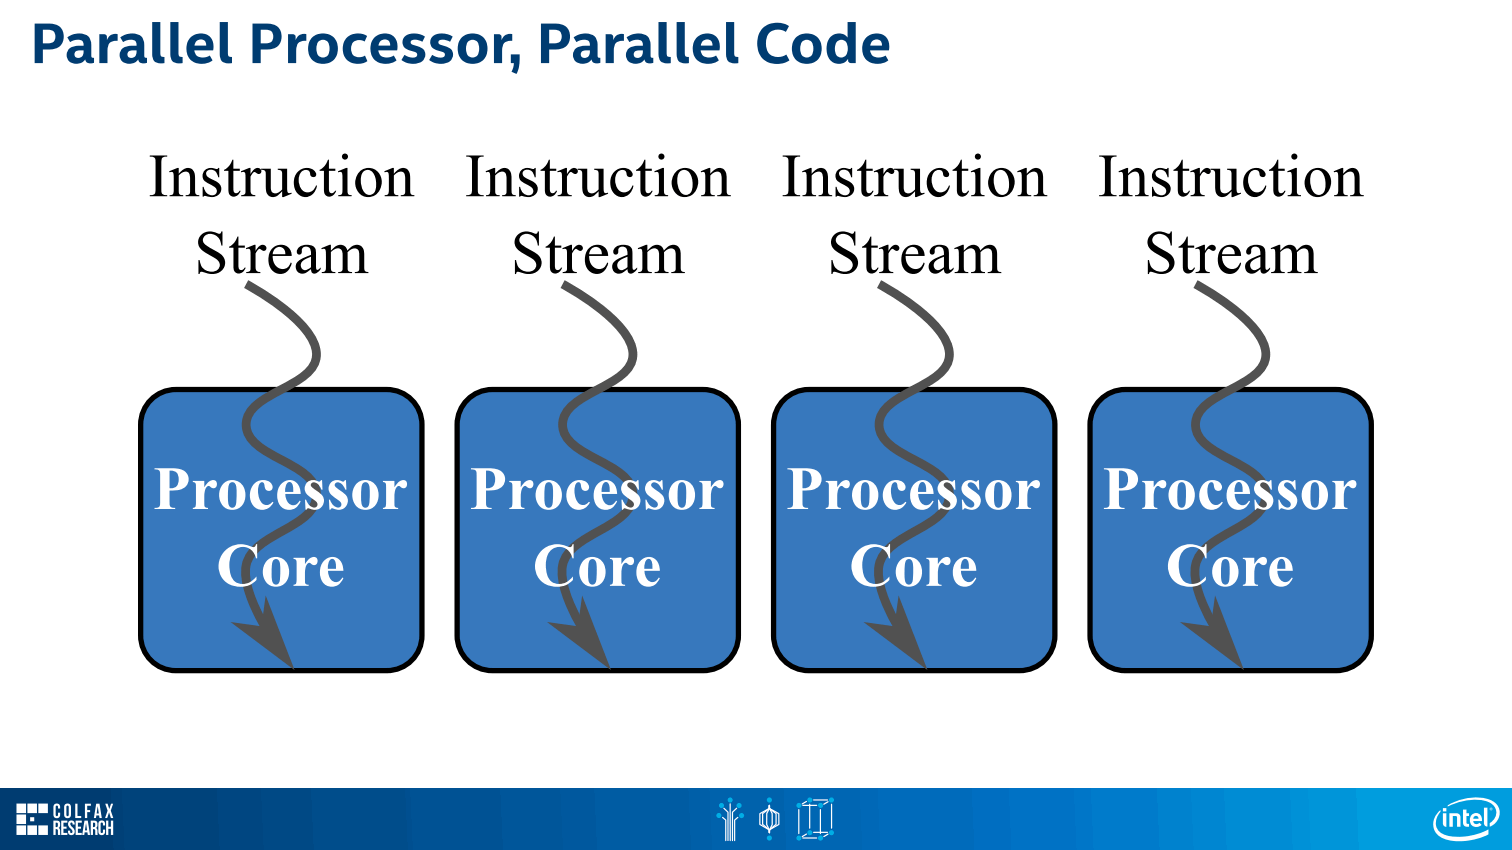 Parallel Processor, Parallel Code
Instruction Instruction Instruction Instruction
Stream Stream Stream Stream
Processor Processor Processor Processor
Core Core Core Core
COLFAX
RESEARCH
intel